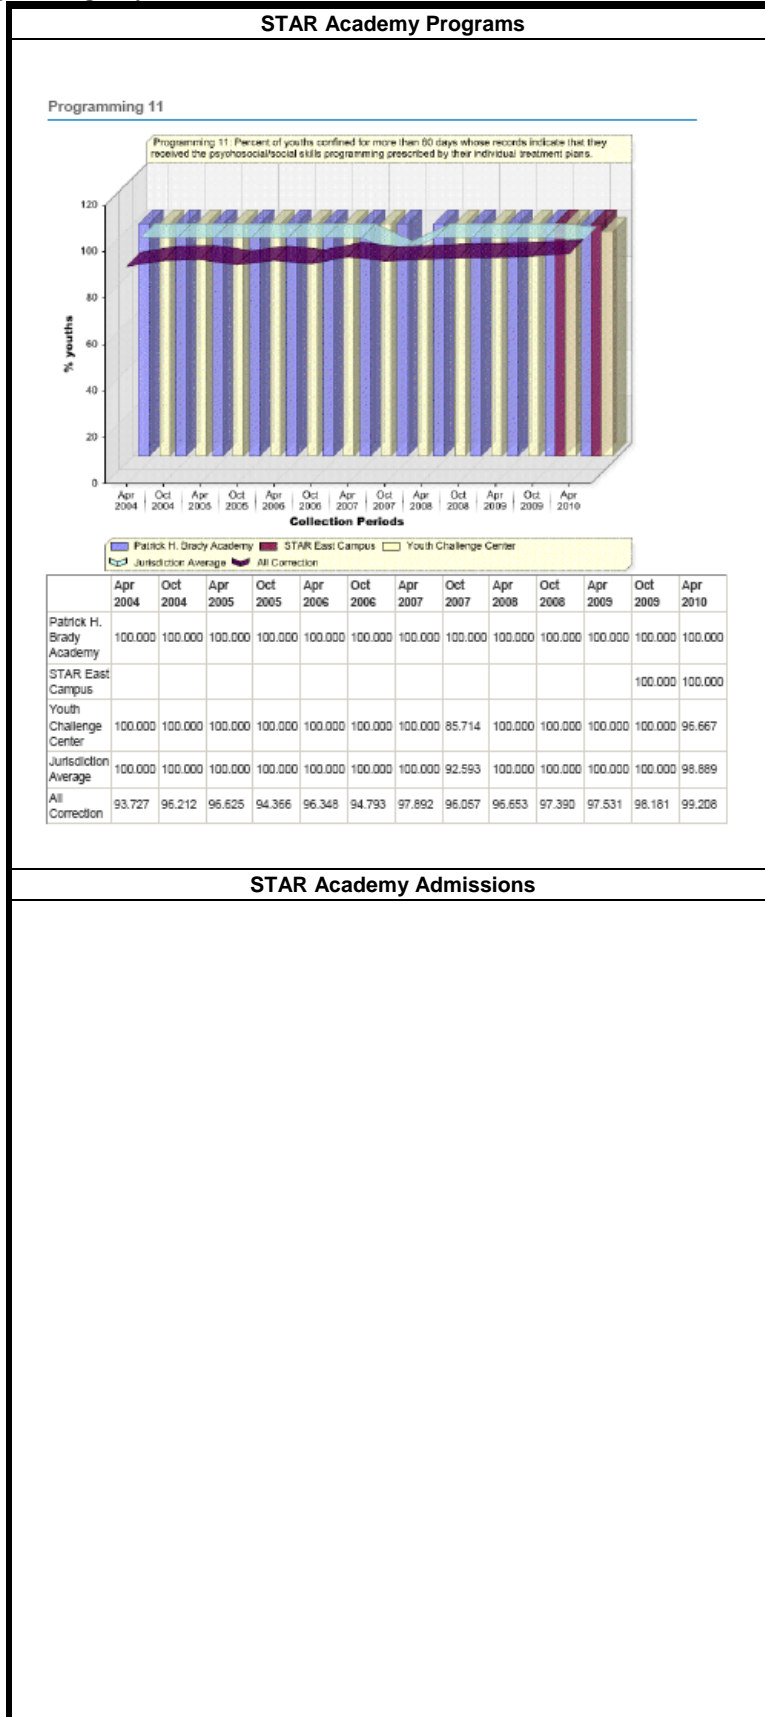 STAR Academy Programs
Programming 11
Programming 11: Percent of youths confined for more than 60 days whose records indicate that they
received the psychosocial/social skills programming prescribed by their individual treatment plans.
120
100
80
60
40
20
0
% youths
Apr Oct Apr Oct Apr Oct Apr Oct Apr Oct Apr Oct Apr
2004 2004 2005 2005 2006 2006 2007 2007 2008 2008 2009 2009 2010
Collection Periods
Patrick H. Brady Academy STAR East Campus Youth Challenge Center
Jurisdiction Average All Correction
Apr Oct Apr Oct Apr Oct Apr Oct Apr Oct Apr Oct Apr
2004 2004 2005 2005 2006 2006 2007 2007 2008 2008 2009 2009 2010
Patrick H.
Brady 100.000 100.000 100.000 100.000 100.000 100.000 100.000 100.000 100.000 100.000 100.000 100.000 100.000
Academy
STAR East
Campus 100.000 100.000
Youth
Challenge 100.000 100.000 100.000 100.000 100.000 100.000 100.000 85.714 100.000 100.000 100.000 100.000 96.667
Center
Jurisdiction
Average 100.000 100.000 100.000 100.000 100.000 100.000 100.000 92.593 100.000 100.000 100.000 100.000 98.889
All
Correction 93.727 96.212 96.625 94.366 96.348 94.793 97.892 96.057 96.653 97.390 97.531 98.181 99.208
STAR Academy Admissions